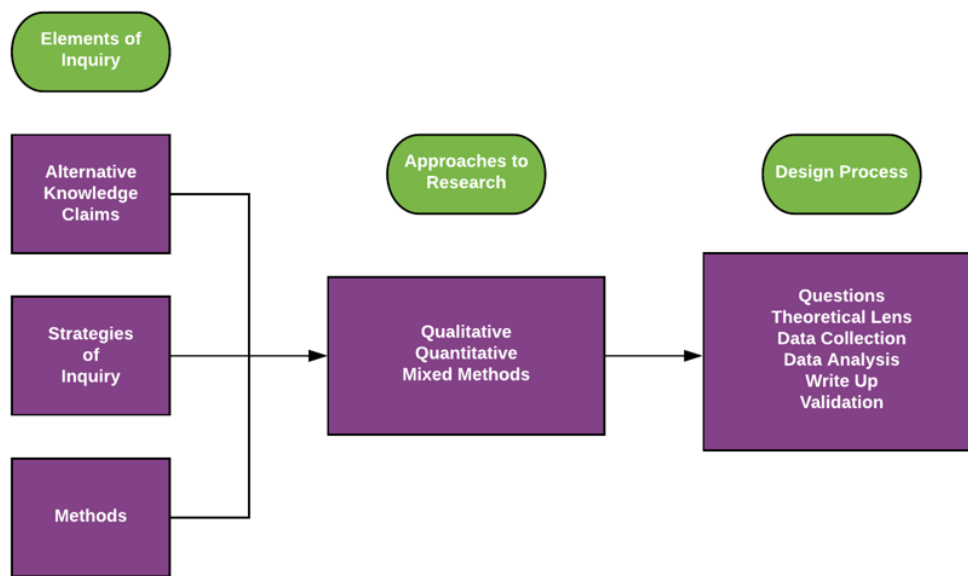 Elements of
Inquiry
Alternative
Knowledge
Claims
Strategies
of
Inquiry
Methods
Approaches to
Research
Qualitative
Quantitative
Mixed Methods
Design Process
Questions
Theoretical Lens
Data Collection
Data Analysis
Write Up
Validation